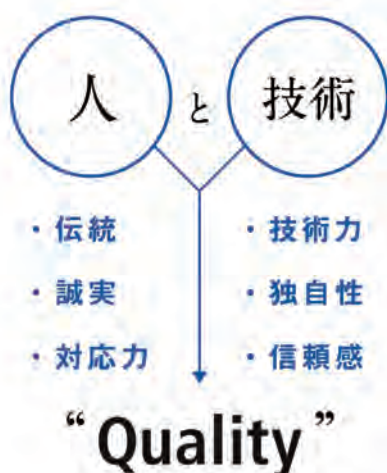 人 と 技術
・伝統
・誠実
・対応力
・技術力
・独自性
・信頼感
“Quality”